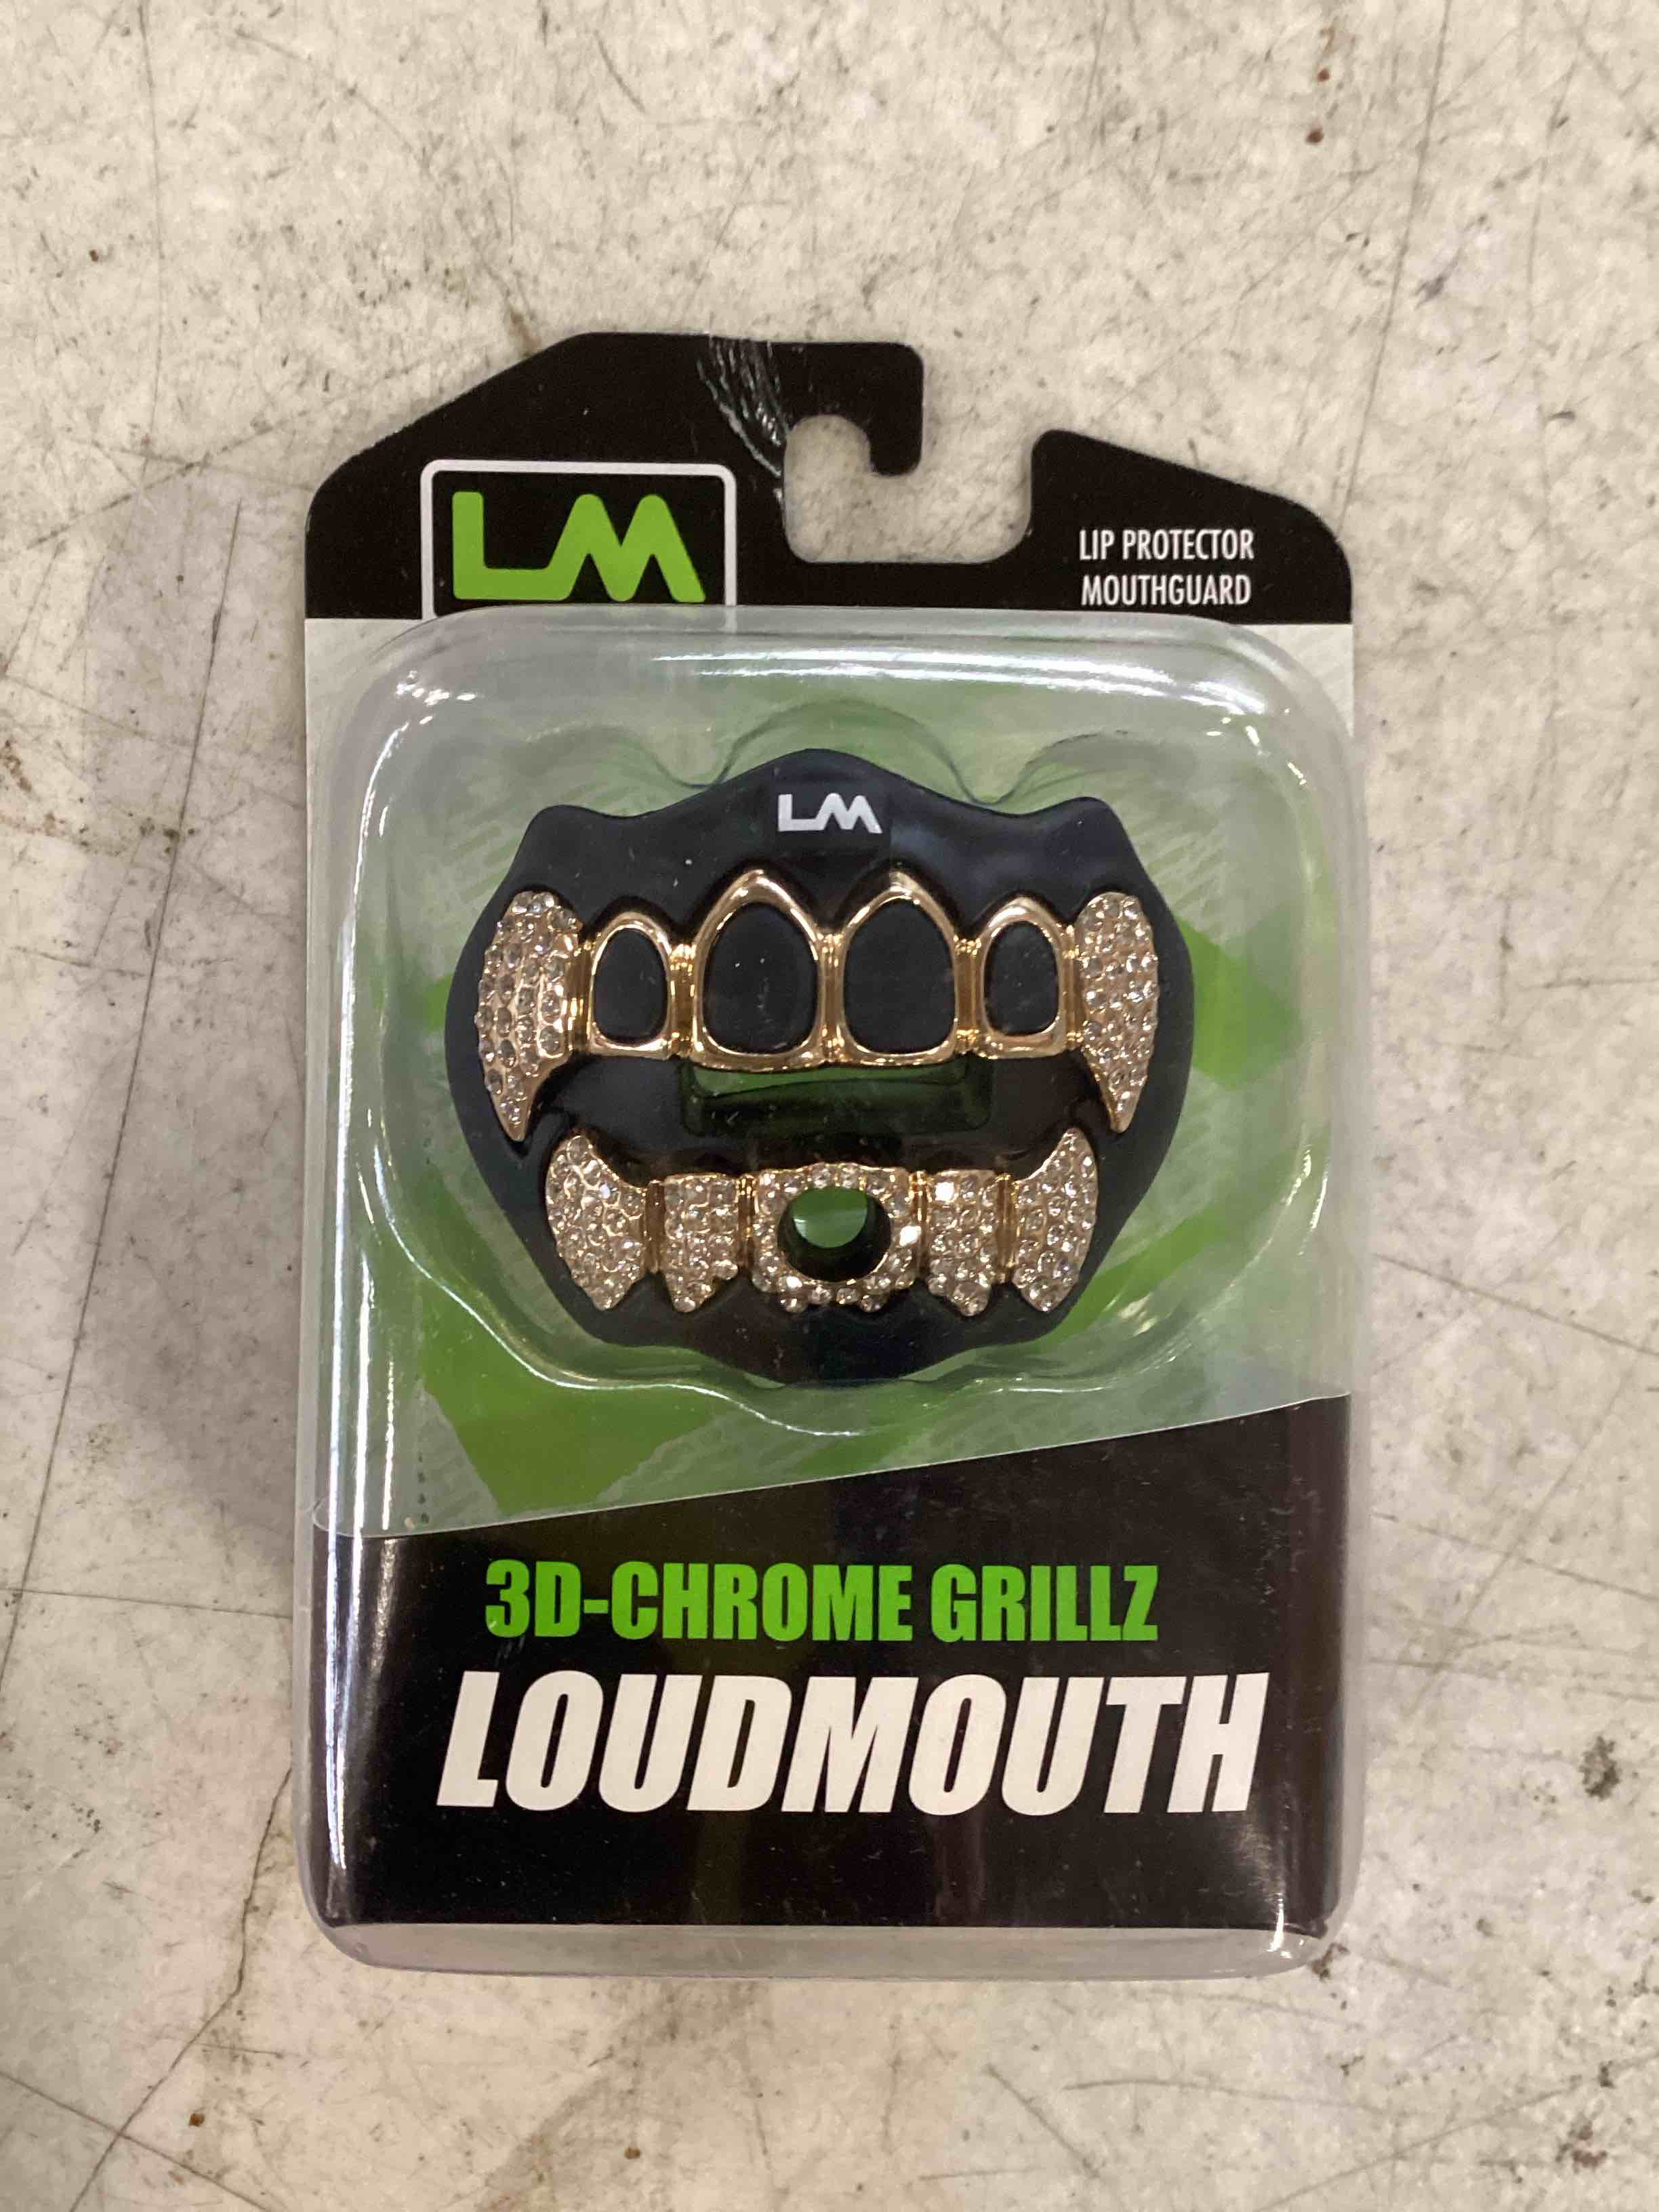 LM
LIP PROTECTOR
MOUTHGUARD
LM
3D-CHROME GRILLZ
LOUDMOUTH